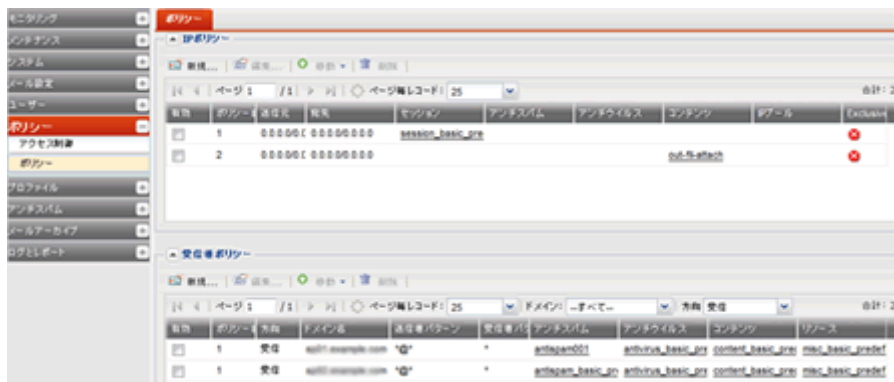 モニタリング
メンテナンス
システム
メール設定
ユーザー
ポリシー
アクセス制御
ポリシー
プロファイル
アンチスパム
メールアーカイブ
ログとレポート
ポリシー
IPポリシー
新規... 編集... 移動 削除
ページ 1 /1 ページ毎レコード: 25 合計: 2
有効 送信元 宛先 セッション アンチスパム アンチウイルス コンテンツ IPプール Exclusive
1 0.0.0.0/0.0.0.0 session_basic_pre
2 0.0.0.0/0.0.0.0 out-fl-attach
受信者ポリシー
新規... 編集... 移動 削除
ページ 1 /1 ページ毎レコード: 25 ドメイン: --すべて-- 方向: 受信 合計: 2
有効 方向 ドメイン名 送信者パターン 受信者パ アンチスパム アンチウイルス コンテンツ リソース
1 受信 *@* * antispam001 antivirus_basic_pre content_basic_pre misc_basic_predef
1 受信 *@* * antispam_basic_pr antivirus_basic_pre content_basic_pre misc_basic_predef